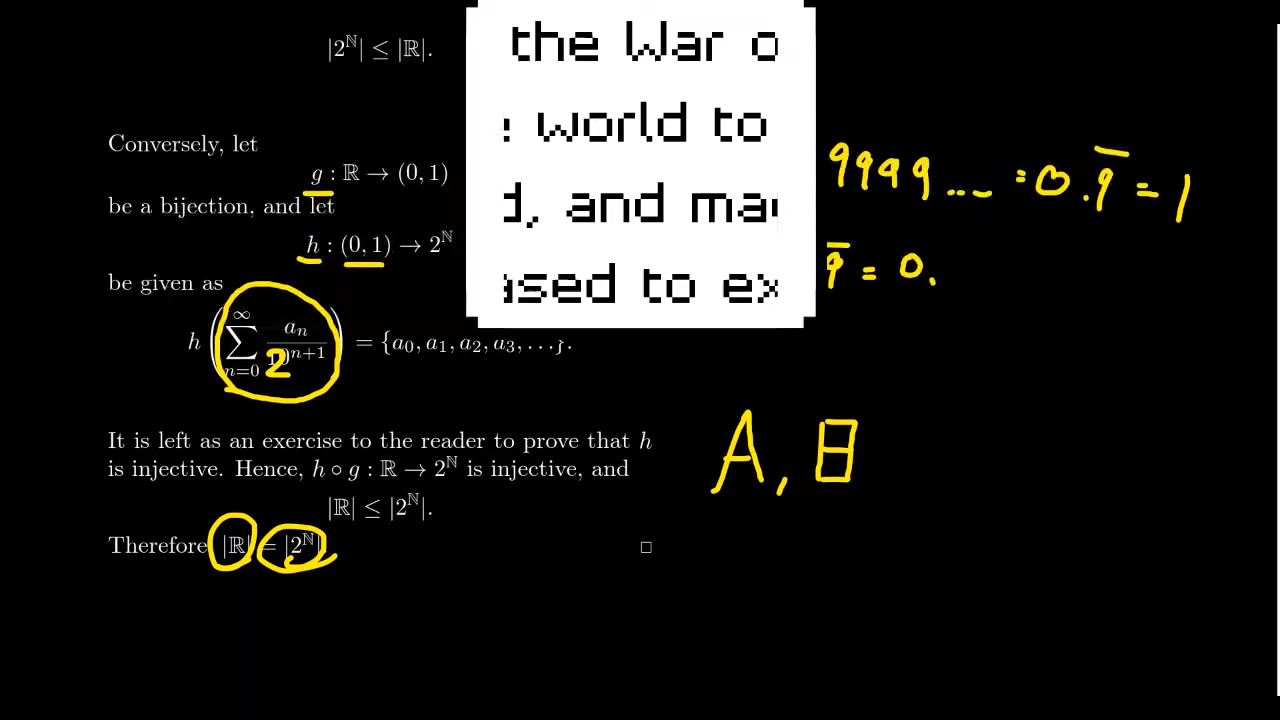 |2^ℕ| ≤ |ℝ|.
the War o
world to
Conversely, let
g : ℝ → (0, 1)
9999... = 0.9̅ = 1
be a bijection, and let
d, and ma
h : (0, 1) → 2^ℕ
9̅ = 0.
be given as
ased to ex
h ( ∑_{n=0}^{∞} a_n / 10^{n+1} ) = {a_0, a_1, a_2, a_3, ...}.
2
It is left as an exercise to the reader to prove that h
is injective. Hence, h ∘ g : ℝ → 2^ℕ is injective, and
A, B
|ℝ| ≤ |2^ℕ|.
Therefore |ℝ| = |2^ℕ|
□